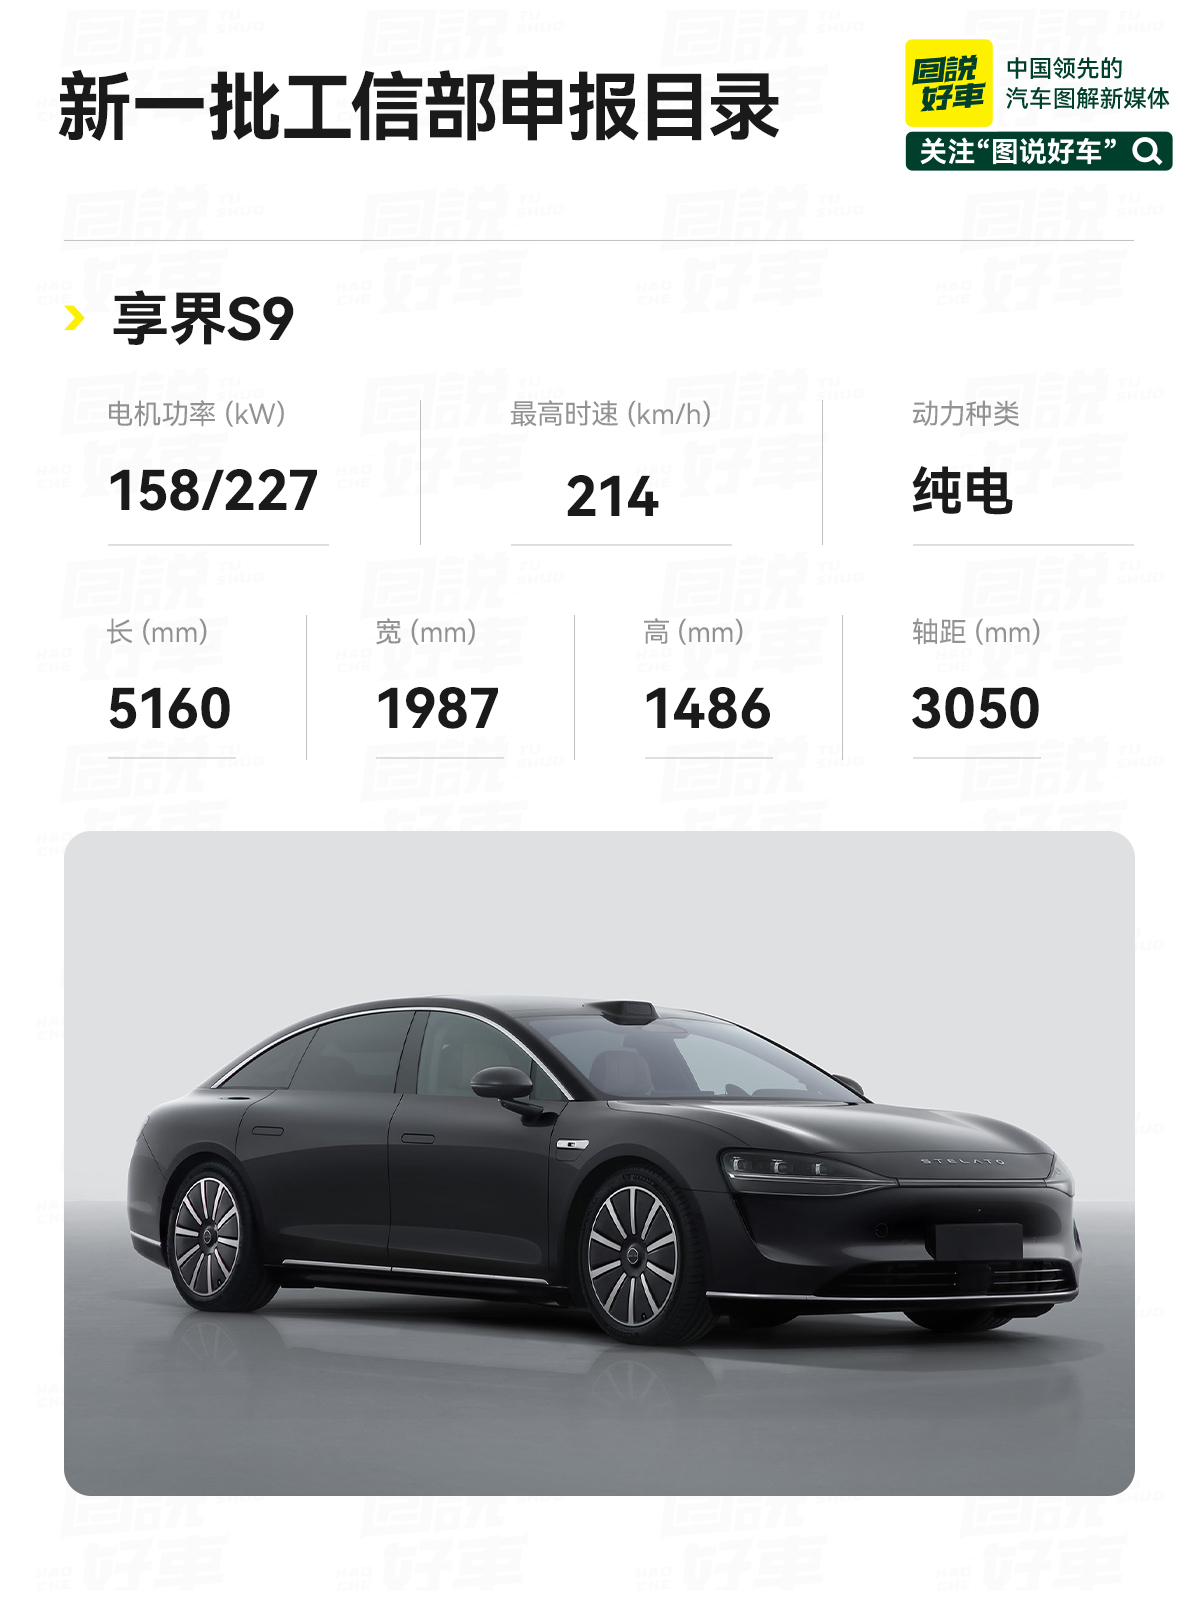 新一批工信部申报目录
圖説
好車
中国领先的
汽车图解新媒体
关注“图说好车”
享界S9
电机功率 (kW)
最高时速 (km/h)
动力种类
158/227
214
纯电
长 (mm)
宽 (mm)
高 (mm)
轴距 (mm)
5160
1987
1486
3050
STELATO